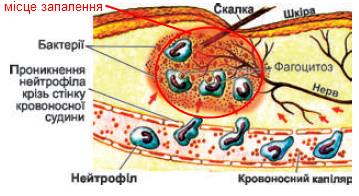 місце запалення
Скалка
Шкіра
Бактерії
Фагоцитоз
Проникнення
нейтрофіла
крізь стінку
кровоносної
судини
Нерв
Нейтрофіл
Кровоносний капіляр